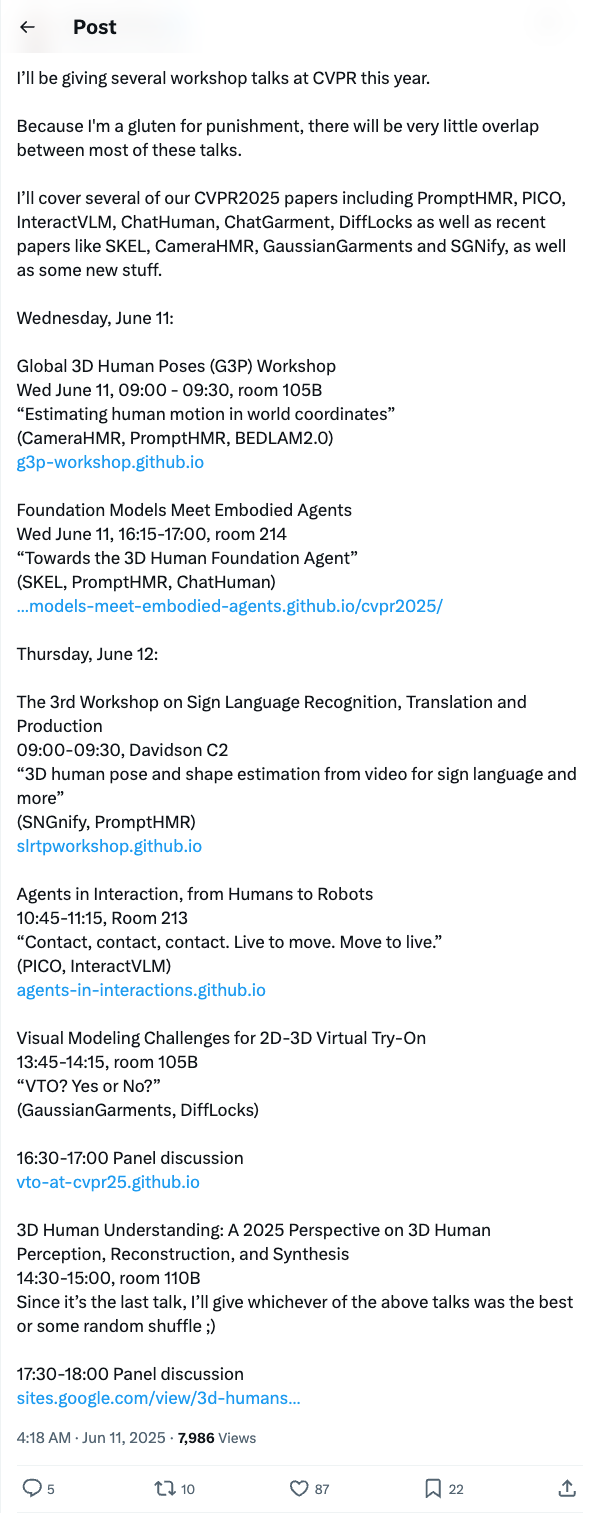 Post
I’ll be giving several workshop talks at CVPR this year.
Because I'm a gluten for punishment, there will be very little overlap
between most of these talks.
I’ll cover several of our CVPR2025 papers including PromptHMR, PICO,
InteractVLM, ChatHuman, ChatGarment, DiffLocks as well as recent
papers like SKEL, CameraHMR, GaussianGarments and SGNify, as well
as some new stuff.
Wednesday, June 11:
Global 3D Human Poses (G3P) Workshop
Wed June 11, 09:00 - 09:30, room 105B
“Estimating human motion in world coordinates”
(CameraHMR, PromptHMR, BEDLAM2.0)
g3p-workshop.github.io
Foundation Models Meet Embodied Agents
Wed June 11, 16:15-17:00, room 214
“Towards the 3D Human Foundation Agent”
(SKEL, PromptHMR, ChatHuman)
…models-meet-embodied-agents.github.io/cvpr2025/
Thursday, June 12:
The 3rd Workshop on Sign Language Recognition, Translation and
Production
09:00-09:30, Davidson C2
“3D human pose and shape estimation from video for sign language and
more”
(SNGnify, PromptHMR)
slrtpworkshop.github.io
Agents in Interaction, from Humans to Robots
10:45-11:15, Room 213
“Contact, contact, contact. Live to move. Move to live.”
(PICO, InteractVLM)
agents-in-interactions.github.io
Visual Modeling Challenges for 2D-3D Virtual Try-On
13:45-14:15, room 105B
“VTO? Yes or No?”
(GaussianGarments, DiffLocks)
16:30-17:00 Panel discussion
vto-at-cvpr25.github.io
3D Human Understanding: A 2025 Perspective on 3D Human
Perception, Reconstruction, and Synthesis
14:30-15:00, room 110B
Since it’s the last talk, I’ll give whichever of the above talks was the best
or some random shuffle ;)
17:30-18:00 Panel discussion
sites.google.com/view/3d-humans…
4:18 AM · Jun 11, 2025 · 7,986 Views
5 10 87 22